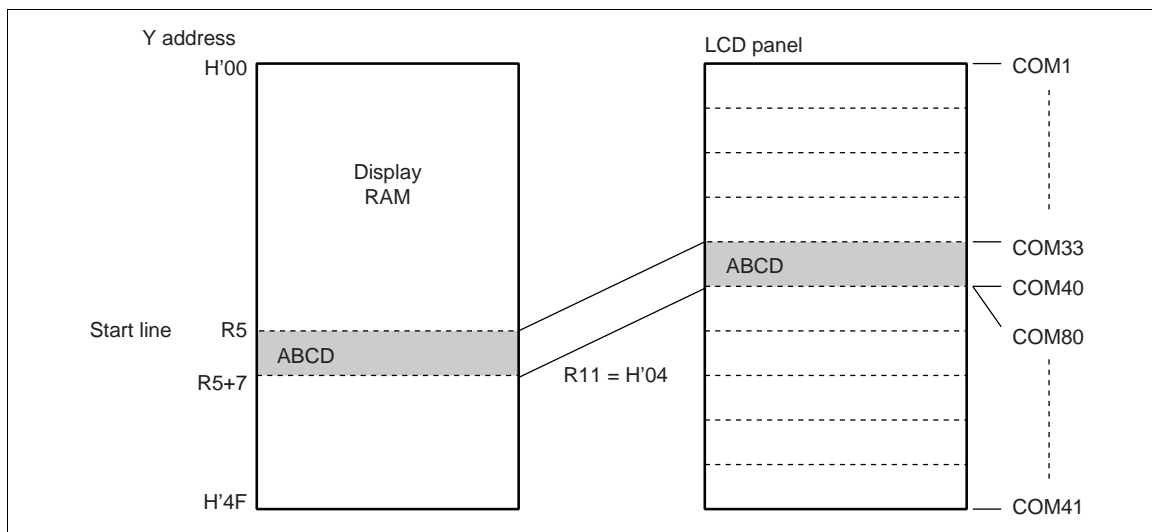 Y address
H'00
Display
RAM
Start line
R5
ABCD
R5+7
H'4F
R11 = H'04
LCD panel
ABCD
COM1
COM33
COM40
COM80
COM41